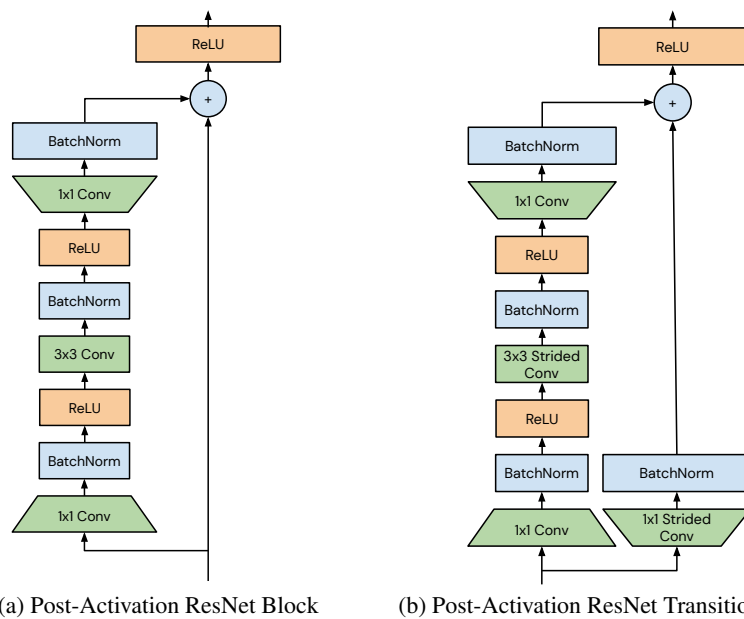 ReLU
+
BatchNorm
1x1 Conv
ReLU
BatchNorm
3x3 Conv
ReLU
BatchNorm
1x1 Conv
(a) Post-Activation ResNet Block
ReLU
+
BatchNorm
1x1 Conv
ReLU
BatchNorm
3x3 Strided
Conv
ReLU
BatchNorm
1x1 Conv
BatchNorm
1x1 Strided
Conv
(b) Post-Activation ResNet Transition